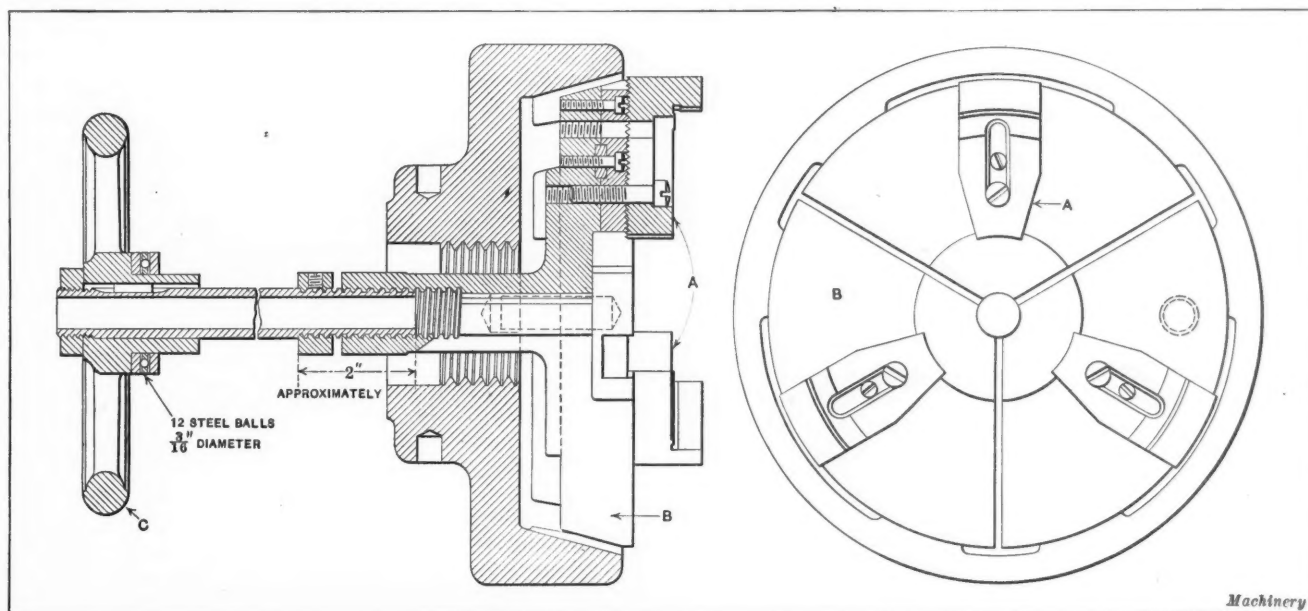 A
A
B
B
2"
APPROXIMATELY
12 STEEL BALLS
3/16" DIAMETER
C
A
B
Machinery